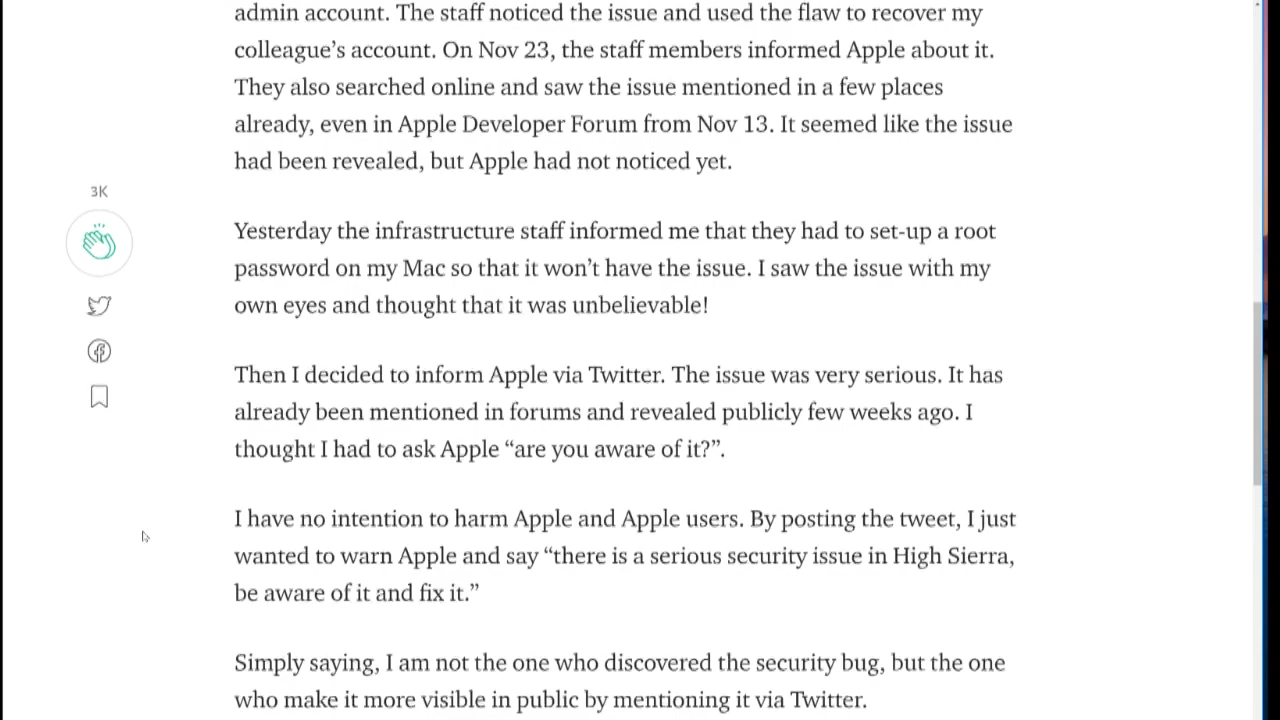 admin account. The staff noticed the issue and used the flaw to recover my
colleague’s account. On Nov 23, the staff members informed Apple about it.
They also searched online and saw the issue mentioned in a few places
already, even in Apple Developer Forum from Nov 13. It seemed like the issue
had been revealed, but Apple had not noticed yet.
3K
Yesterday the infrastructure staff informed me that they had to set-up a root
password on my Mac so that it won’t have the issue. I saw the issue with my
own eyes and thought that it was unbelievable!
Then I decided to inform Apple via Twitter. The issue was very serious. It has
already been mentioned in forums and revealed publicly few weeks ago. I
thought I had to ask Apple “are you aware of it?”.
I have no intention to harm Apple and Apple users. By posting the tweet, I just
wanted to warn Apple and say “there is a serious security issue in High Sierra,
be aware of it and fix it.”
Simply saying, I am not the one who discovered the security bug, but the one
who make it more visible in public by mentioning it via Twitter.